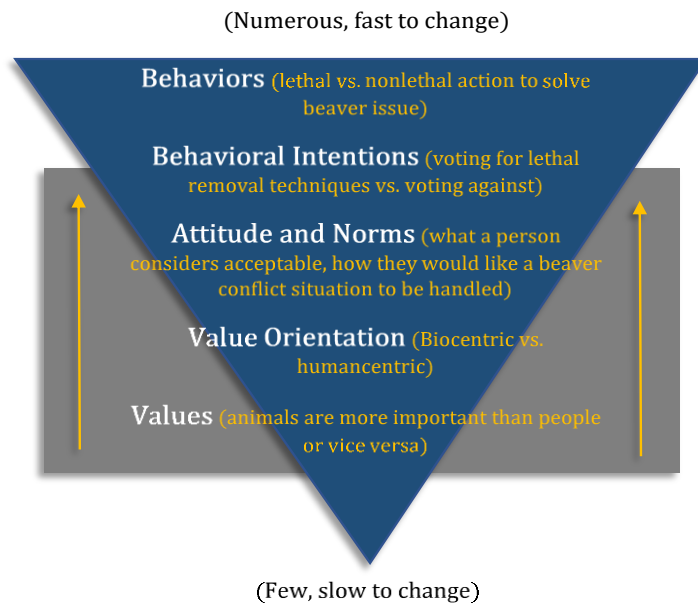 (Numerous, fast to change)
Behaviors (lethal vs. nonlethal action to solve
beaver issue)
Behavioral Intentions (voting for lethal
removal techniques vs. voting against)
Attitude and Norms (what a person
considers acceptable, how they would like a beaver
conflict situation to be handled)
Value Orientation (Biocentric vs.
humancentric)
Values (animals are more important than people
or vice versa)
(Few, slow to change)